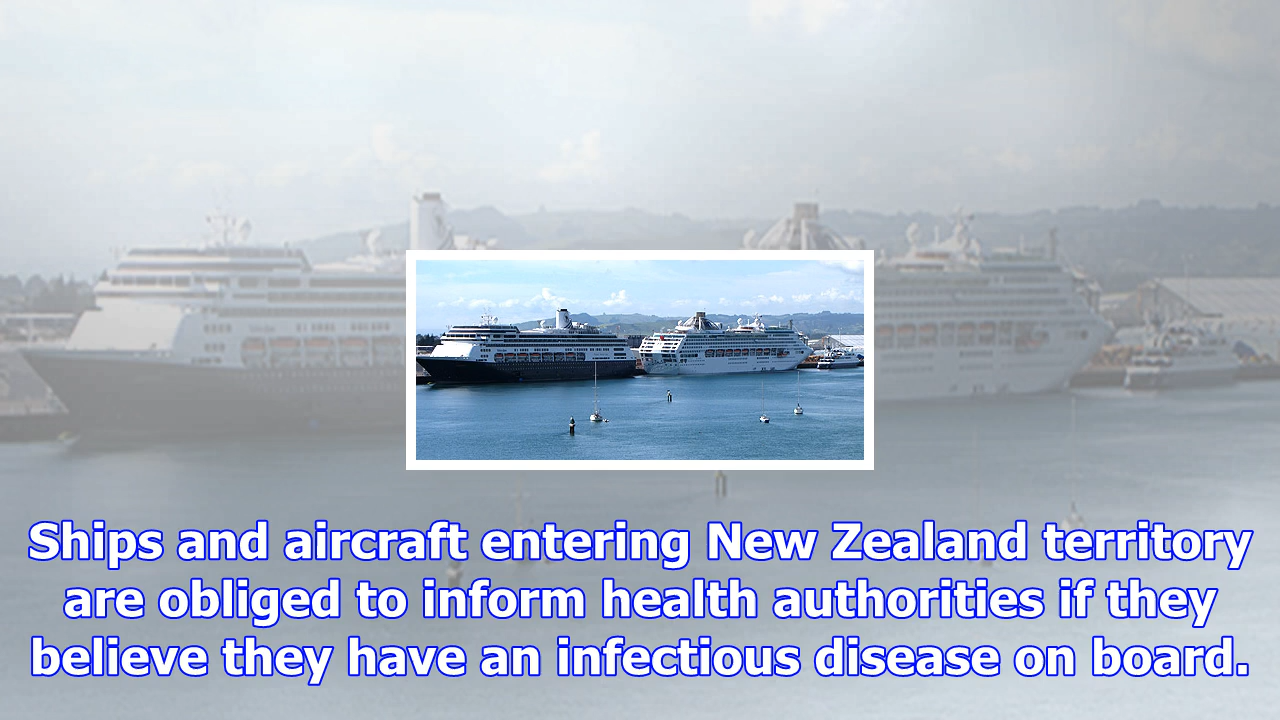 Ships and aircraft entering New Zealand territory
are obliged to inform health authorities if they
believe they have an infectious disease on board.